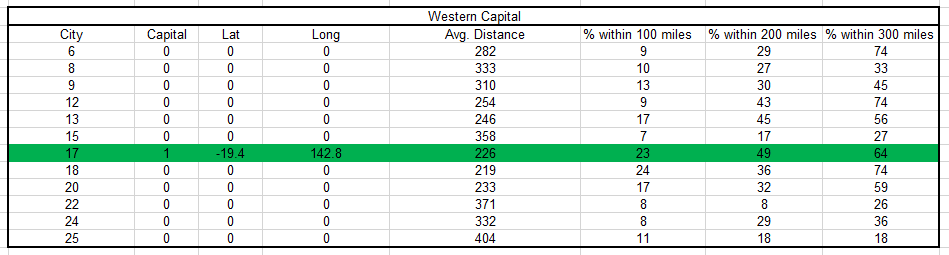 Western Capital
City Capital Lat Long Avg. Distance % within 100 miles % within 200 miles % within 300 miles
6 0 0 0 282 9 29 74
8 0 0 0 333 10 27 33
9 0 0 0 310 13 30 45
12 0 0 0 254 9 43 74
13 0 0 0 246 17 45 56
15 0 0 0 358 7 17 27
17 1 -19.4 142.8 226 23 49 64
18 0 0 0 219 24 36 74
20 0 0 0 233 17 32 59
22 0 0 0 371 8 8 26
24 0 0 0 332 8 29 36
25 0 0 0 404 11 18 18